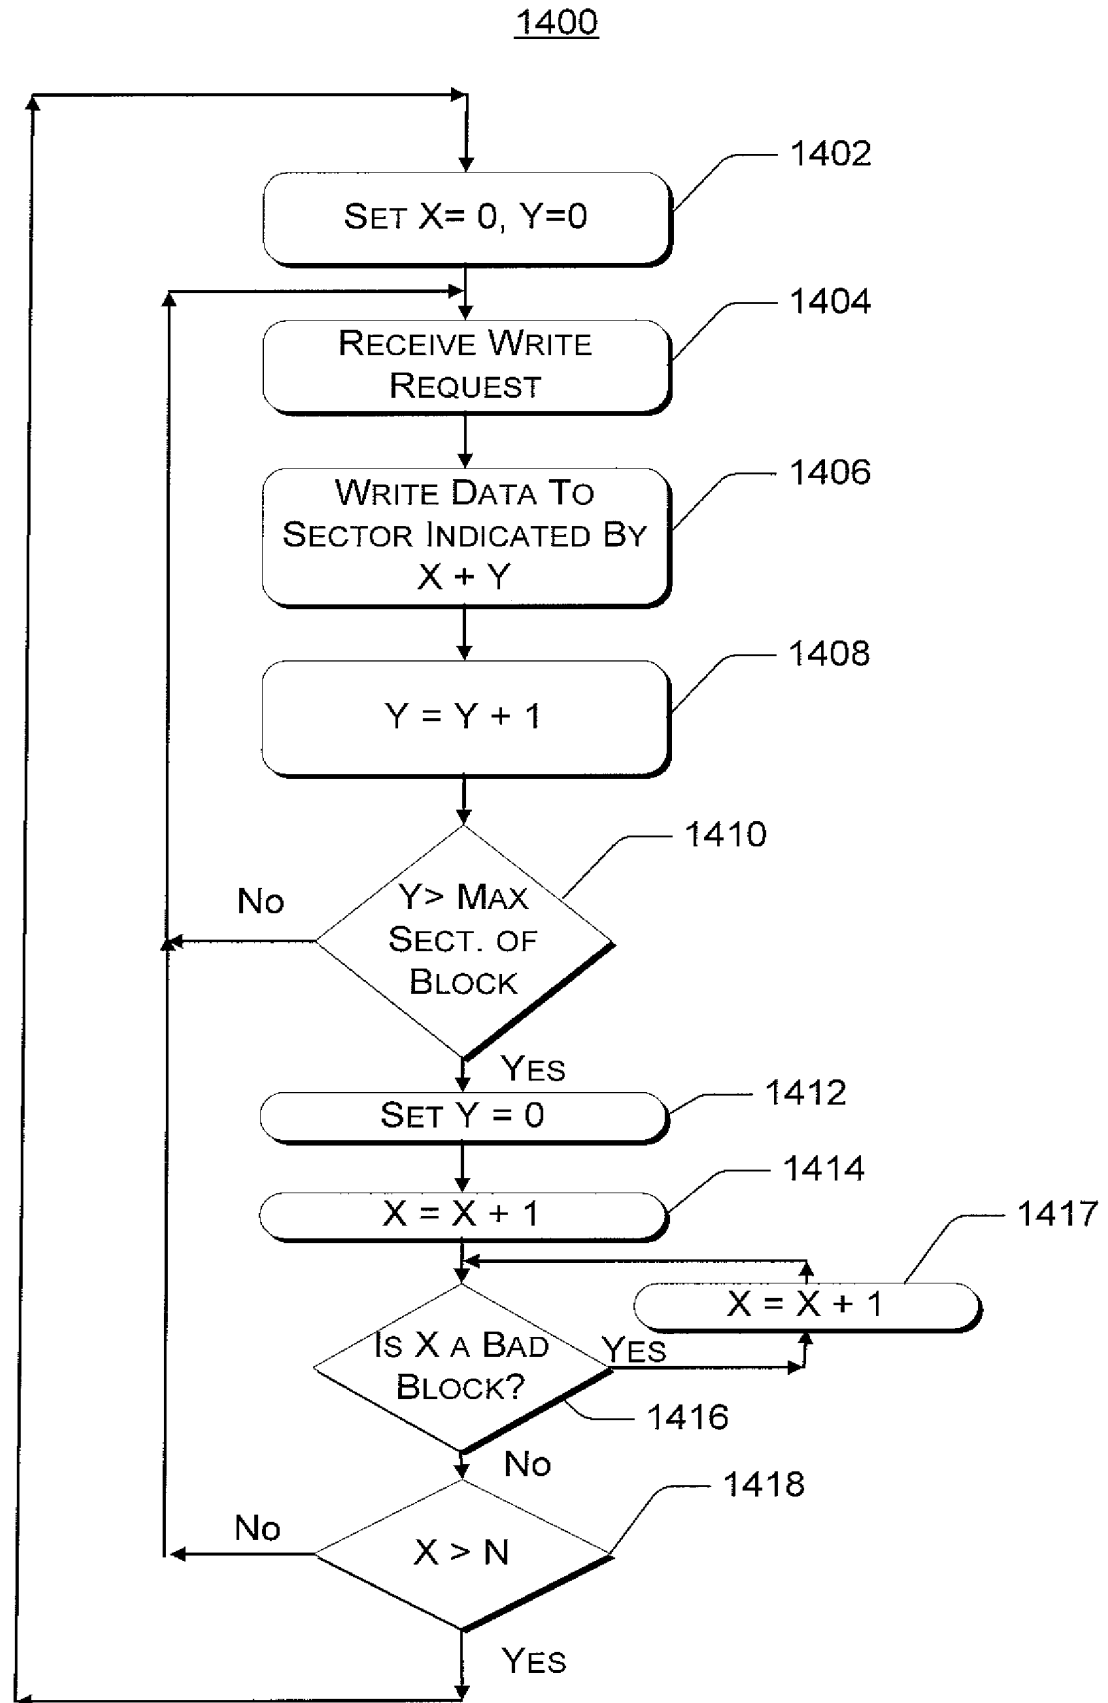 1400
1402
SET X= 0, Y=0
1404
RECEIVE WRITE
REQUEST
1406
WRITE DATA TO
SECTOR INDICATED BY
X + Y
1408
Y = Y + 1
1410
Y> MAX
SECT. OF
BLOCK
NO
YES
1412
SET Y = 0
1414
X = X + 1
1417
X = X + 1
IS X A BAD
BLOCK?
YES
1416
NO
1418
X > N
NO
YES